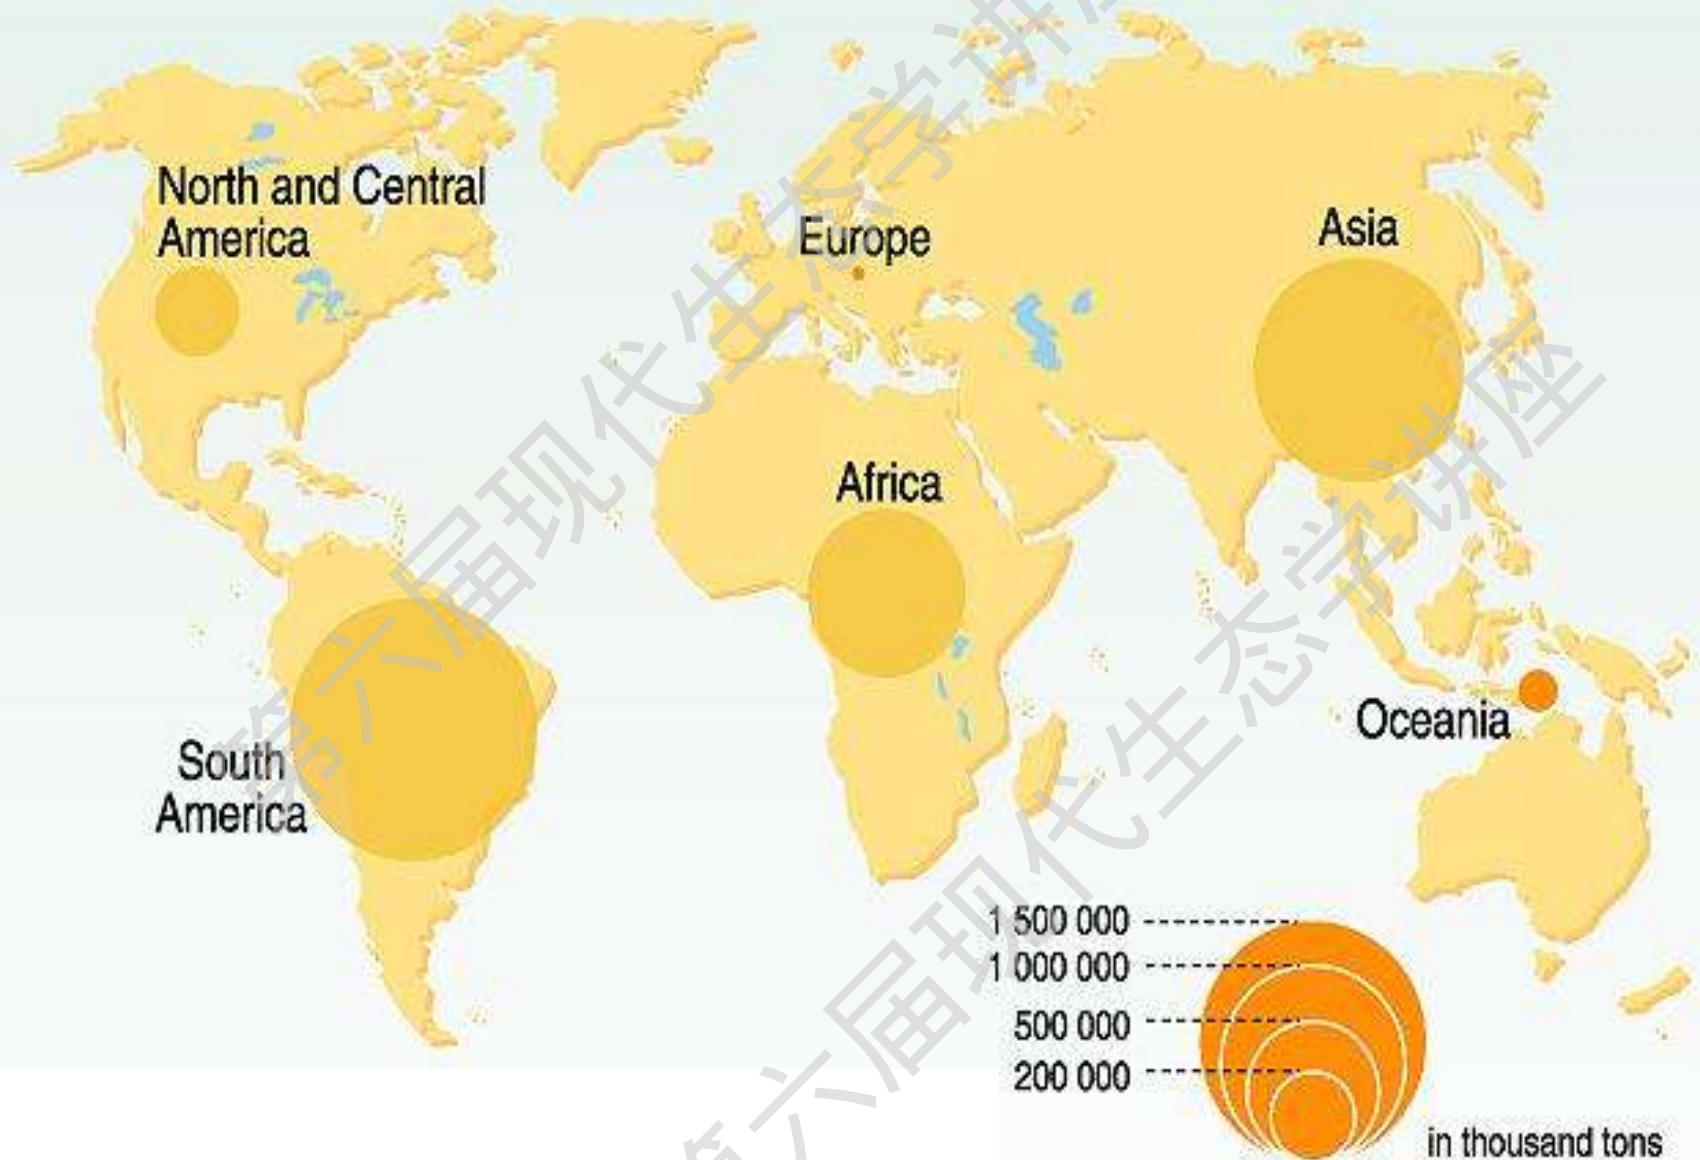 North and Central
America
Europe
Asia
Africa
South
America
Oceania
1 500 000
1 000 000
500 000
200 000
in thousand tons
第六届现代生态学讲座
第六届现代生态学讲座